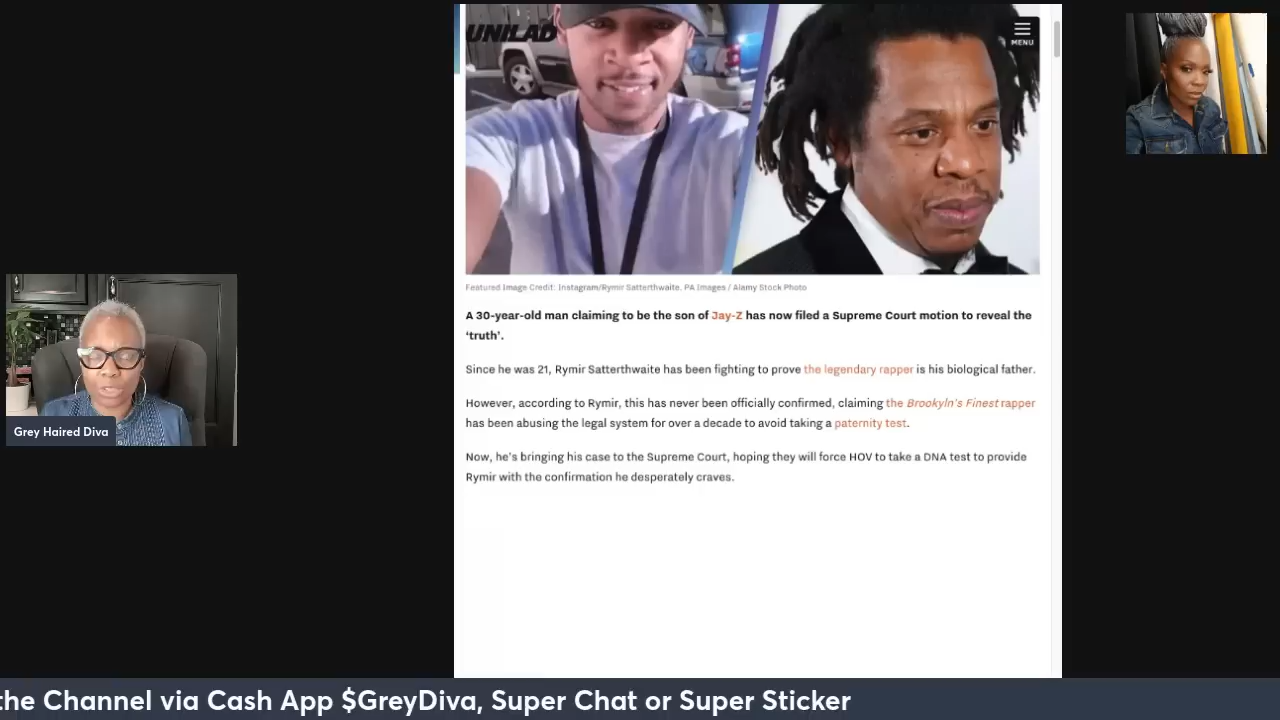 UNILAD
MENU
Featured Image Credit: Instagram/Rymir Satterthwaite. PA Images / Alamy Stock Photo
A 30-year-old man claiming to be the son of Jay-Z has now filed a Supreme Court motion to reveal the
‘truth’.
Since he was 21, Rymir Satterthwaite has been fighting to prove the legendary rapper is his biological father.
However, according to Rymir, this has never been officially confirmed, claiming the Brookyln's Finest rapper
has been abusing the legal system for over a decade to avoid taking a paternity test.
Now, he's bringing his case to the Supreme Court, hoping they will force HOV to take a DNA test to provide
Rymir with the confirmation he desperately craves.
Grey Haired Diva
the Channel via Cash App $GreyDiva, Super Chat or Super Sticker